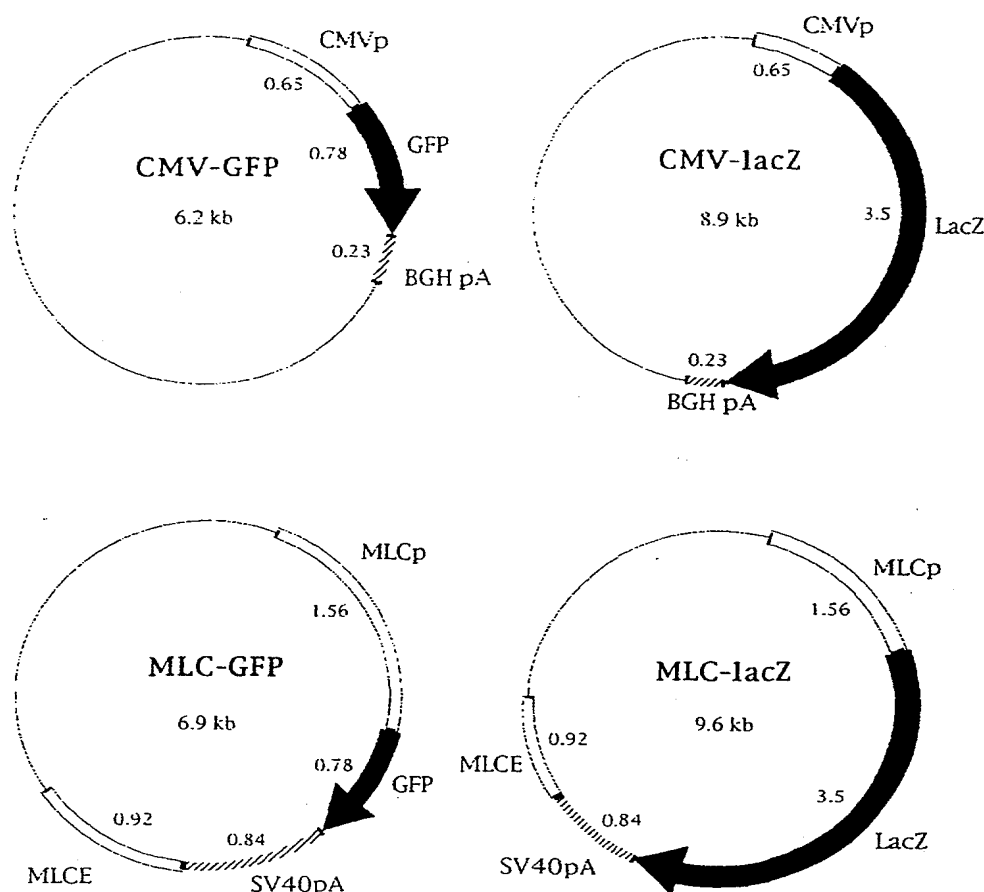 CMVp
0.65
0.78
GFP
CMV-GFP
6.2 kb
0.23
BGH pA
CMVp
0.65
CMV-lacZ
8.9 kb
3.5
LacZ
0.23
BGH pA
MLCp
1.56
MLC-GFP
6.9 kb
0.78
GFP
0.92
0.84
MLCE
SV40pA
MLCp
1.56
MLC-lacZ
9.6 kb
0.92
MLCE
3.5
0.84
LacZ
SV40pA